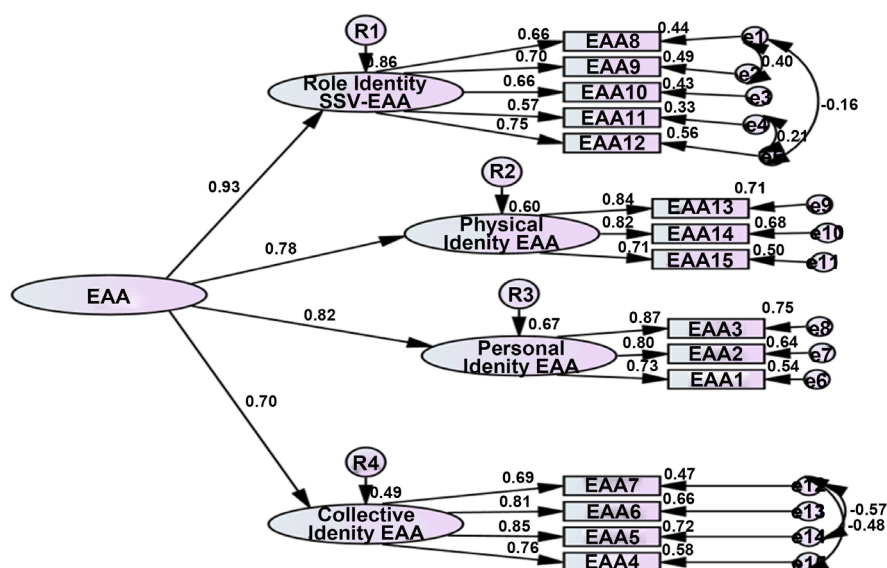 R1
0.86
Role Identity
SSV-EAA
0.66
EAA8
0.44
e1
0.70
EAA9
0.49
e2
0.40
0.66
EAA10
0.43
e3
-0.16
0.57
EAA11
0.33
e4
0.21
0.75
EAA12
0.56
0.93
R2
0.60
Physical
Idenity EAA
0.84
EAA13
0.71
e9
0.82
EAA14
0.68
e10
0.71
EAA15
0.50
e11
0.78
EAA
R3
0.67
Personal
Idenity EAA
0.87
EAA3
0.75
e8
0.80
EAA2
0.64
e7
0.73
EAA1
0.54
e6
0.82
0.70
R4
0.49
Collective
Idenity EAA
0.69
EAA7
0.47
e12
0.81
EAA6
0.66
e13
-0.57
0.85
EAA5
0.72
e14
-0.48
0.76
EAA4
0.58